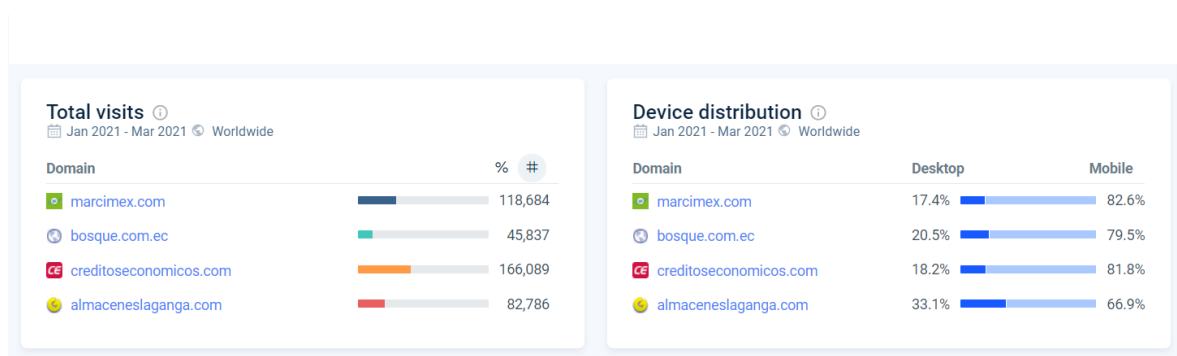 Total visits
Jan 2021 - Mar 2021 Worldwide
Domain % #
marcimex.com 118,684
bosque.com.ec 45,837
CE creditoseconomicos.com 166,089
almaceneslaganga.com 82,786
Device distribution
Jan 2021 - Mar 2021 Worldwide
Domain Desktop Mobile
marcimex.com 17.4% 82.6%
bosque.com.ec 20.5% 79.5%
CE creditoseconomicos.com 18.2% 81.8%
almaceneslaganga.com 33.1% 66.9%